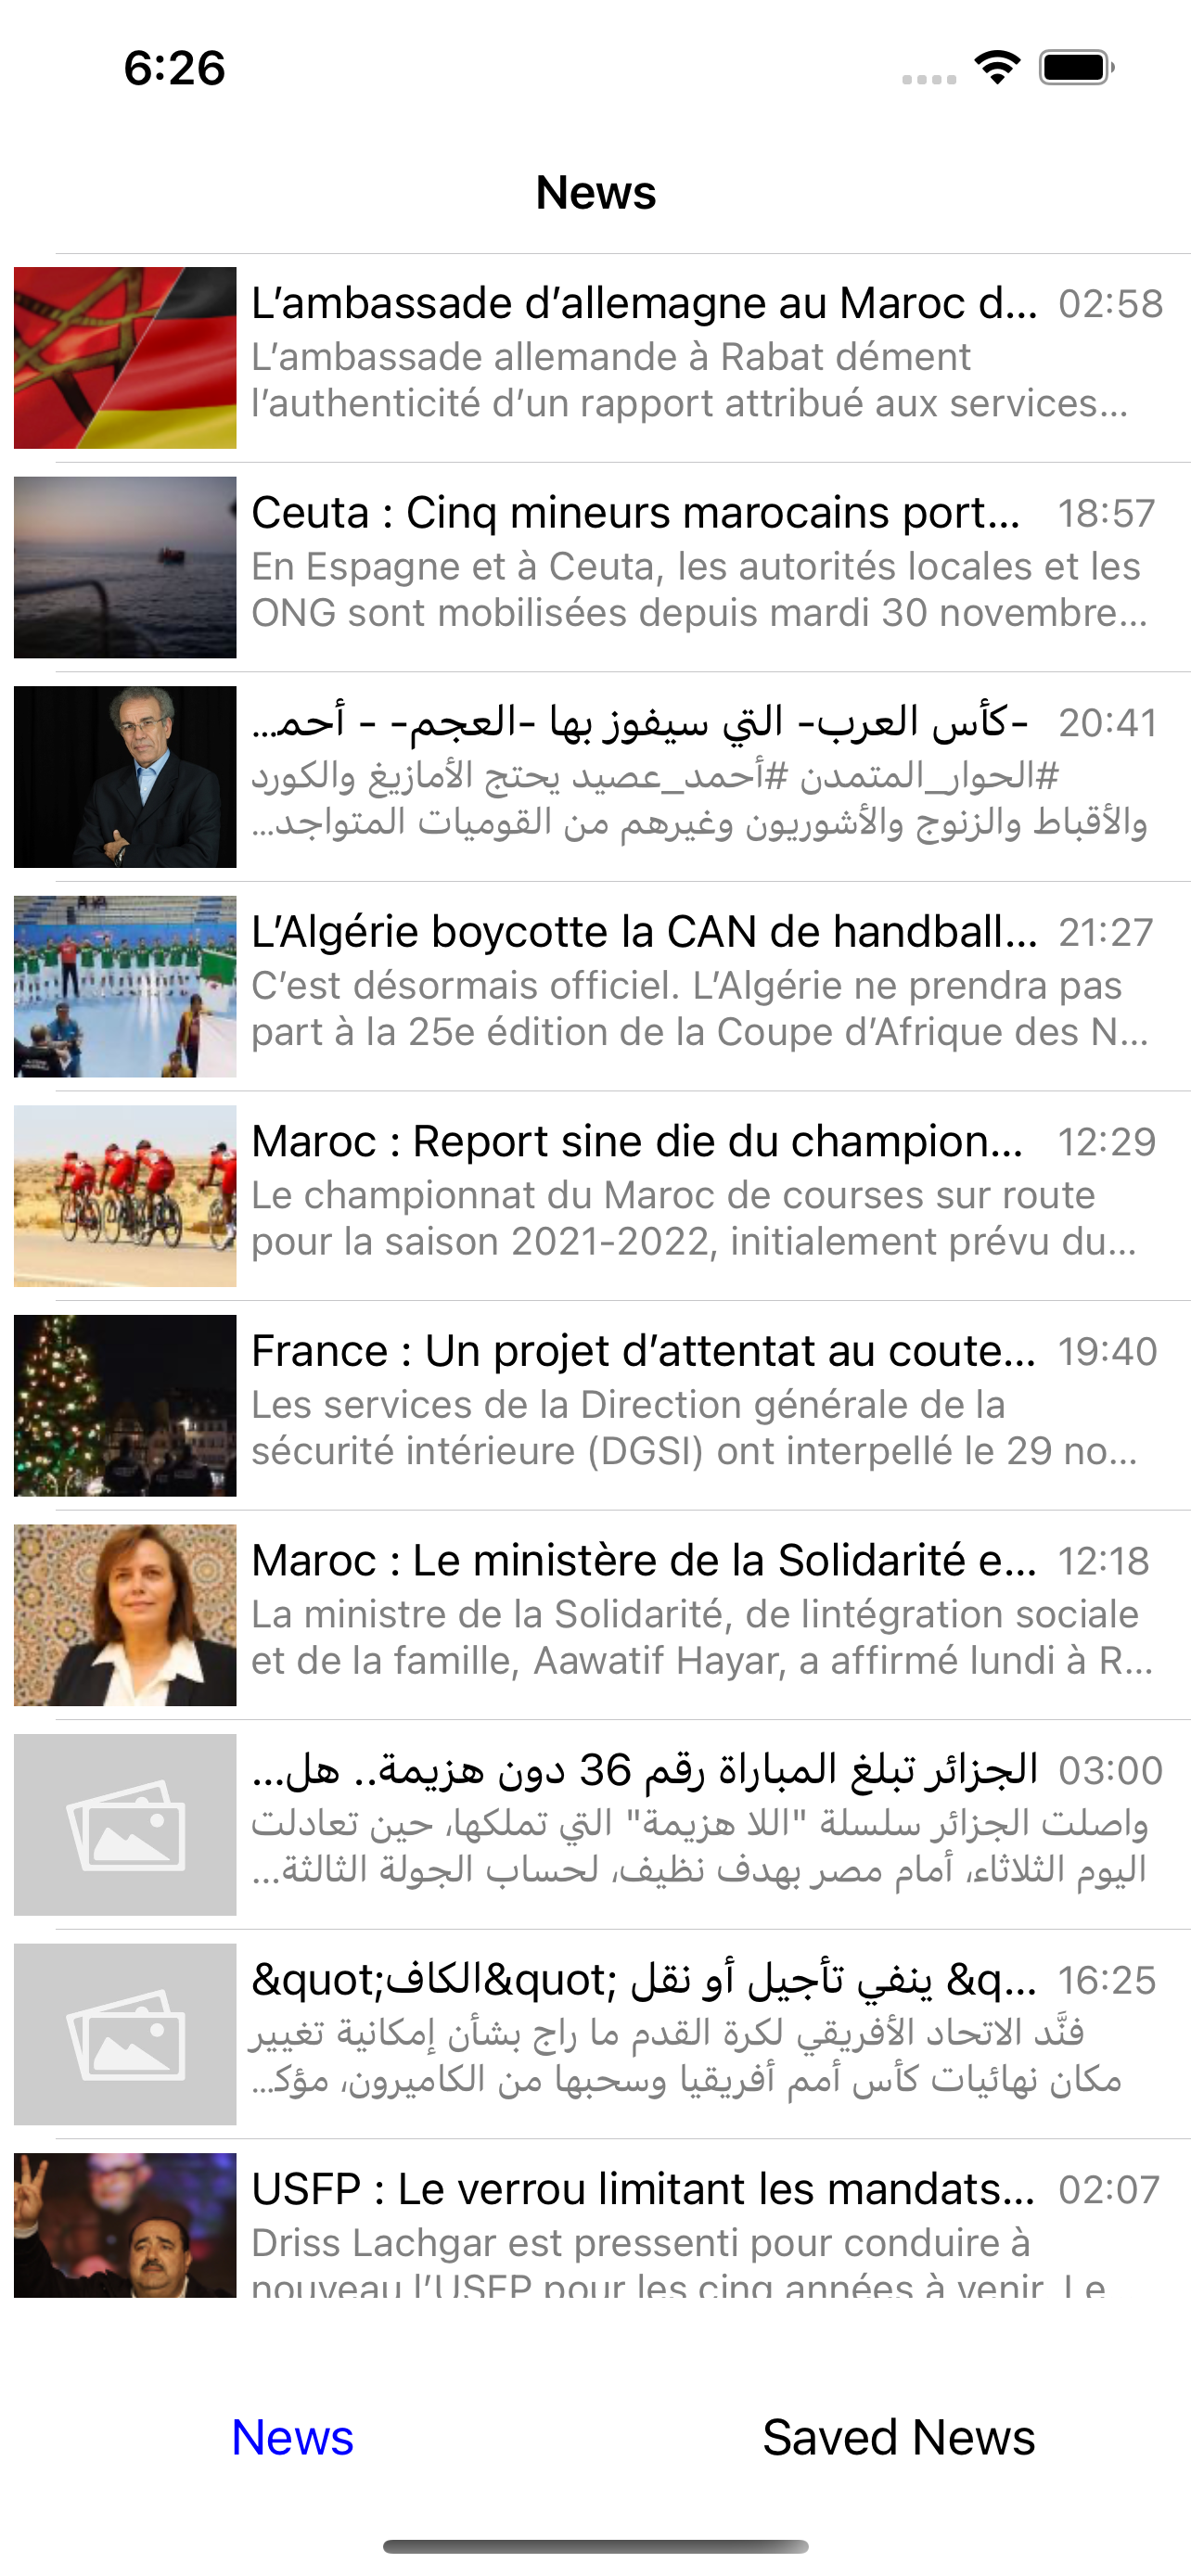 6:26
News
L’ambassade d’allemagne au Maroc d... 02:58
L’ambassade allemande à Rabat dément
l’authenticité d’un rapport attribué aux services...
Ceuta : Cinq mineurs marocains port... 18:57
En Espagne et à Ceuta, les autorités locales et les
ONG sont mobilisées depuis mardi 30 novembre...
-كأس العرب- التي سيفوز بها -العجم- - أحمـ... 20:41
#الحوار_المتمدن #أحمد_عصيد يحتج الأمازيغ والكورد
والأقباط والزنوج والأشوريون وغيرهم من القوميات المتواجد...
L’Algérie boycotte la CAN de handball... 21:27
C’est désormais officiel. L’Algérie ne prendra pas
part à la 25e édition de la Coupe d’Afrique des N...
Maroc : Report sine die du champion... 12:29
Le championnat du Maroc de courses sur route
pour la saison 2021-2022, initialement prévu du...
France : Un projet d’attentat au coute... 19:40
Les services de la Direction générale de la
sécurité intérieure (DGSI) ont interpellé le 29 no...
Maroc : Le ministère de la Solidarité e... 12:18
La ministre de la Solidarité, de lintégration sociale
et de la famille, Aawatif Hayar, a affirmé lundi à R...
الجزائر تبلغ المباراة رقم 36 دون هزيمة.. هل... 03:00
واصلت الجزائر سلسلة "اللا هزيمة" التي تملكها، حين تعادلت
اليوم الثلاثاء، أمام مصر بهدف نظيف، لحساب الجولة الثالثة...
&quot;الكاف&quot; ينفي تأجيل أو نقل &q... 16:25
فنَّد الاتحاد الأفريقي لكرة القدم ما راج بشأن إمكانية تغيير
مكان نهائيات كأس أمم أفريقيا وسحبها من الكاميرون، مؤكـ...
USFP : Le verrou limitant les mandats... 02:07
Driss Lachgar est pressenti pour conduire à
nouveau l’USFP pour les cinq années à venir. Le
News
Saved News